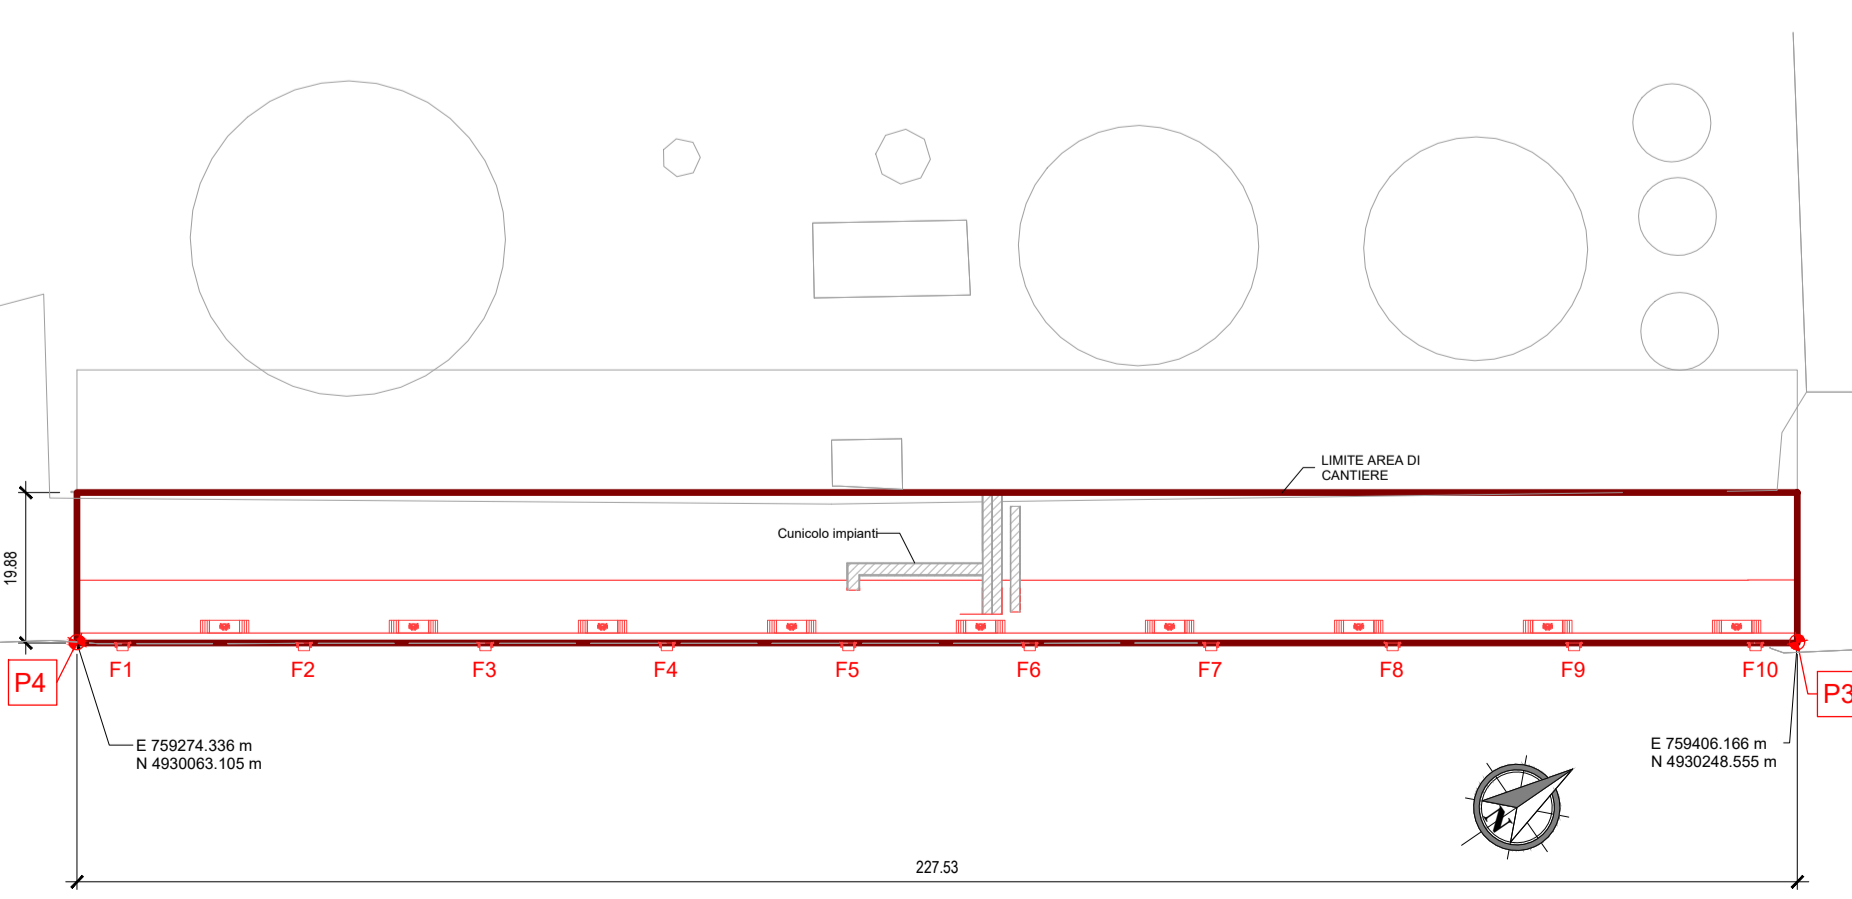 LIMITE AREA DI
CANTIERE
Cunicolo impianti
19.88
F1
F2
F3
F4
F5
F6
F7
F8
F9
F10
P4
P3
E 759274.336 m
N 4930063.105 m
E 759406.166 m
N 4930248.555 m
N
227.53